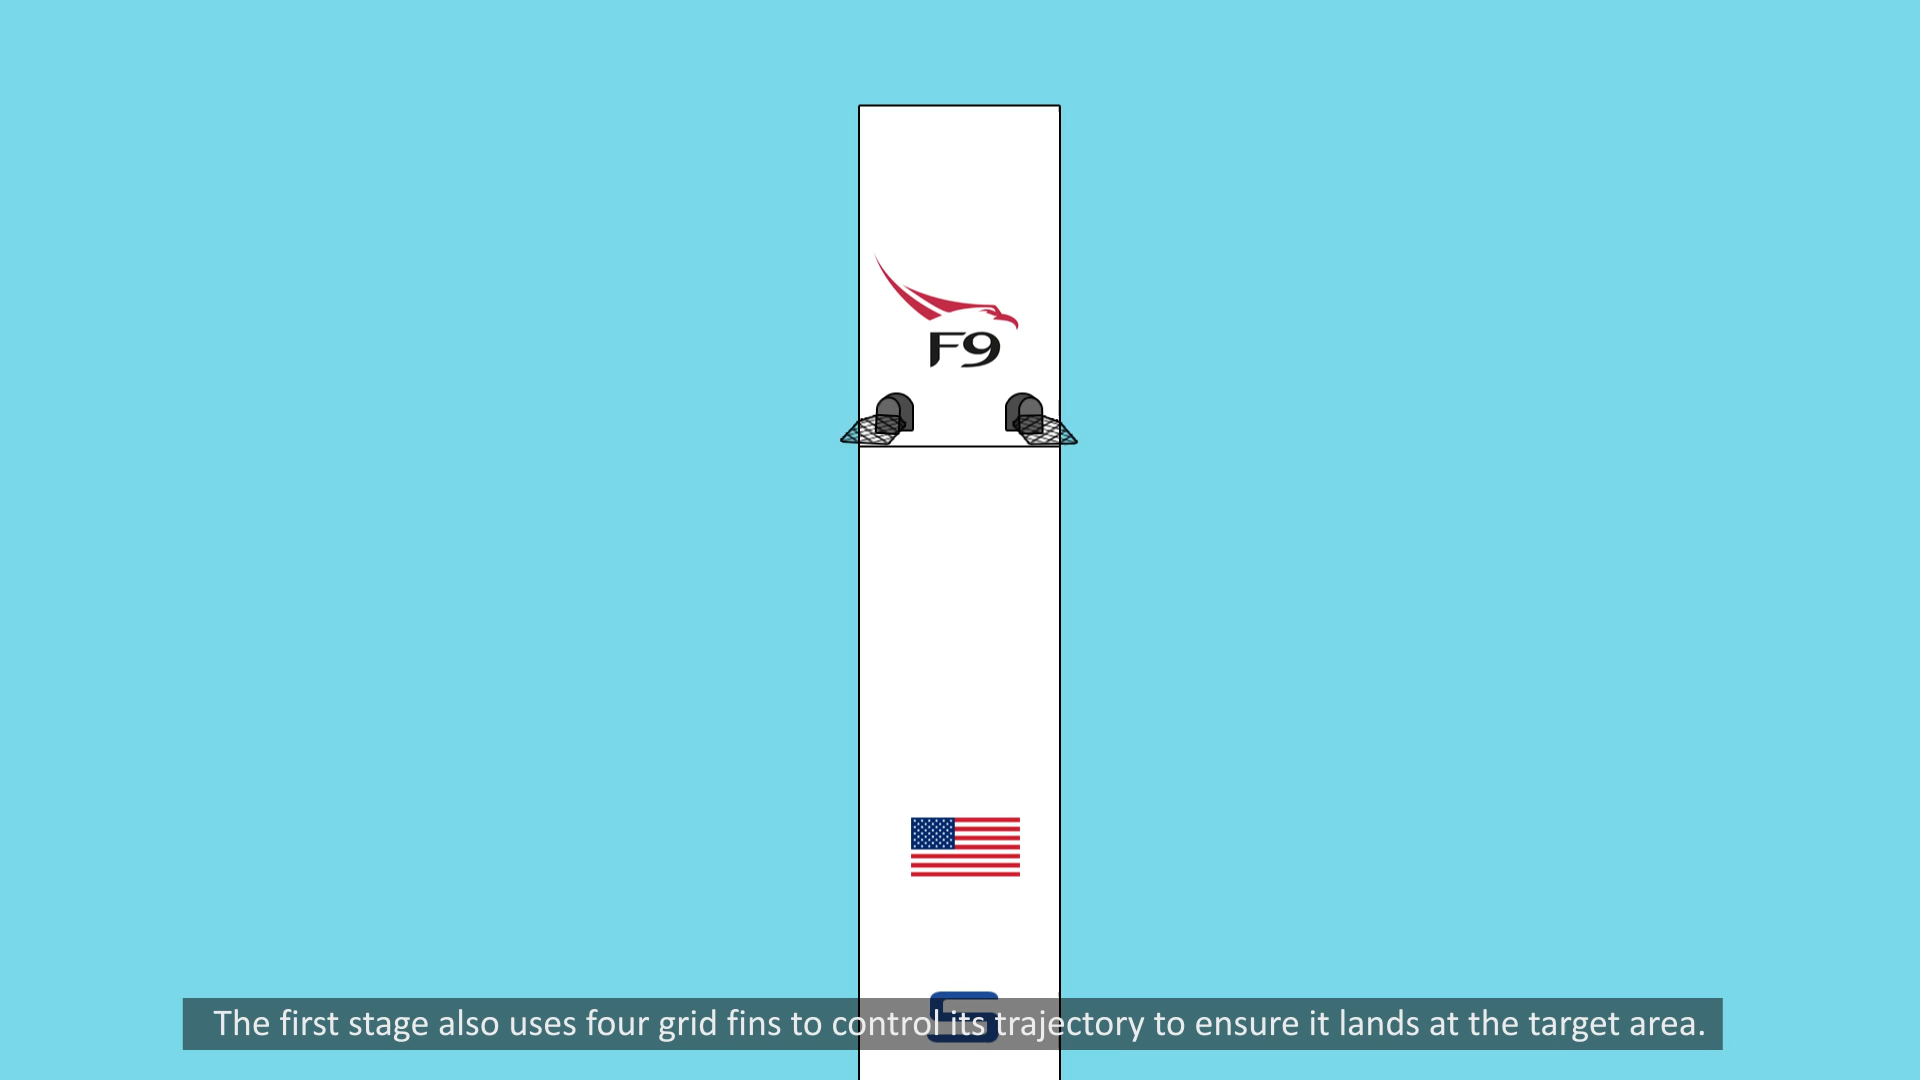 F9
S
The first stage also uses four grid fins to control its trajectory to ensure it lands at the target area.